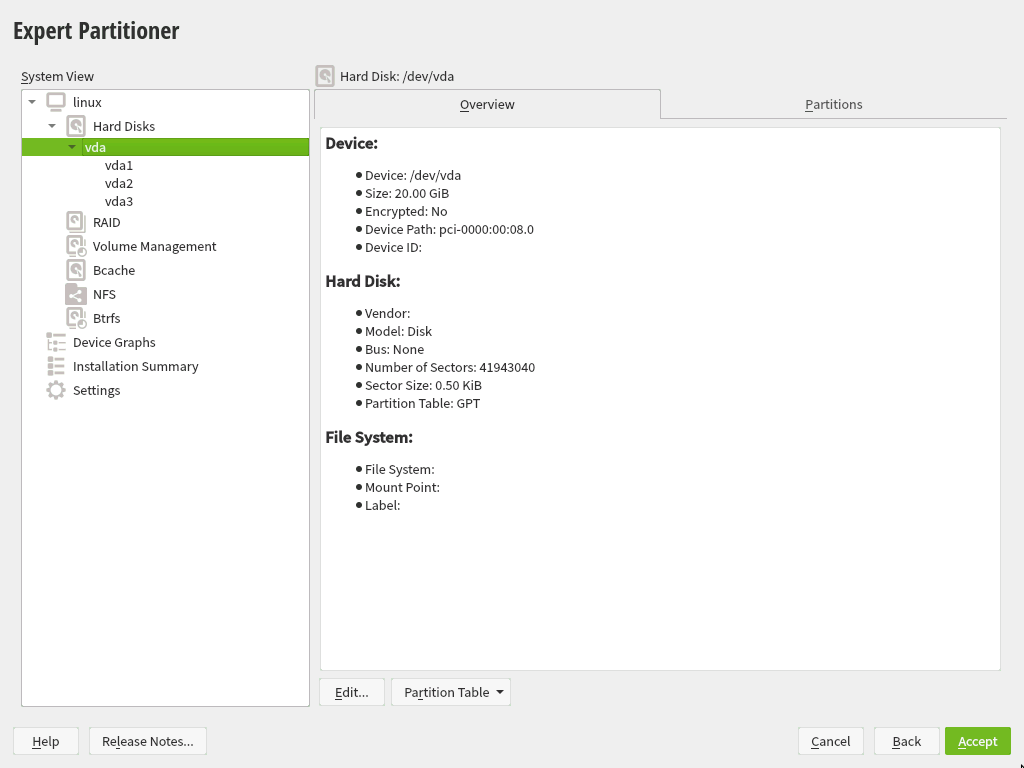 Expert Partitioner
System View
linux
Hard Disks
vda
vda1
vda2
vda3
RAID
Volume Management
Bcache
NFS
Btrfs
Device Graphs
Installation Summary
Settings
Hard Disk: /dev/vda
Overview
Partitions
Device:
Device: /dev/vda
Size: 20.00 GiB
Encrypted: No
Device Path: pci-0000:00:08.0
Device ID:
Hard Disk:
Vendor:
Model: Disk
Bus: None
Number of Sectors: 41943040
Sector Size: 0.50 KiB
Partition Table: GPT
File System:
File System:
Mount Point:
Label:
Edit...
Partition Table
Help
Release Notes...
Cancel
Back
Accept